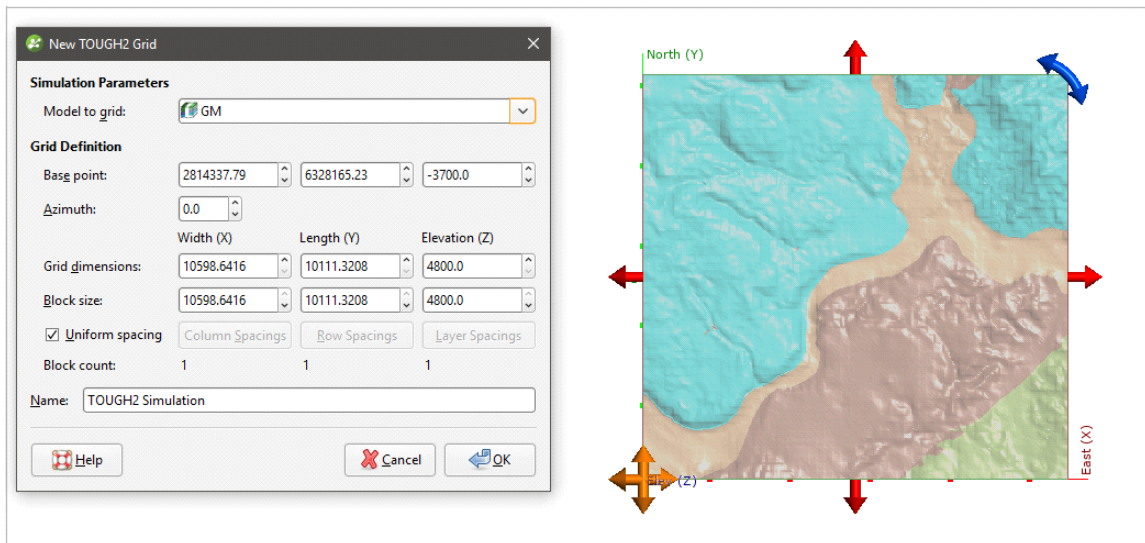 New TOUGH2 Grid
Simulation Parameters
Model to grid: GM
Grid Definition
Base point: 2814337.79 6328165.23 -3700.0
Azimuth: 0.0
Width (X) Length (Y) Elevation (Z)
Grid dimensions: 10598.6416 10111.3208 4800.0
Block size: 10598.6416 10111.3208 4800.0
Uniform spacing Column Spacings Row Spacings Layer Spacings
Block count: 1 1 1
Name: TOUGH2 Simulation
Help Cancel OK
North (Y)
East (X)
Elev (Z)